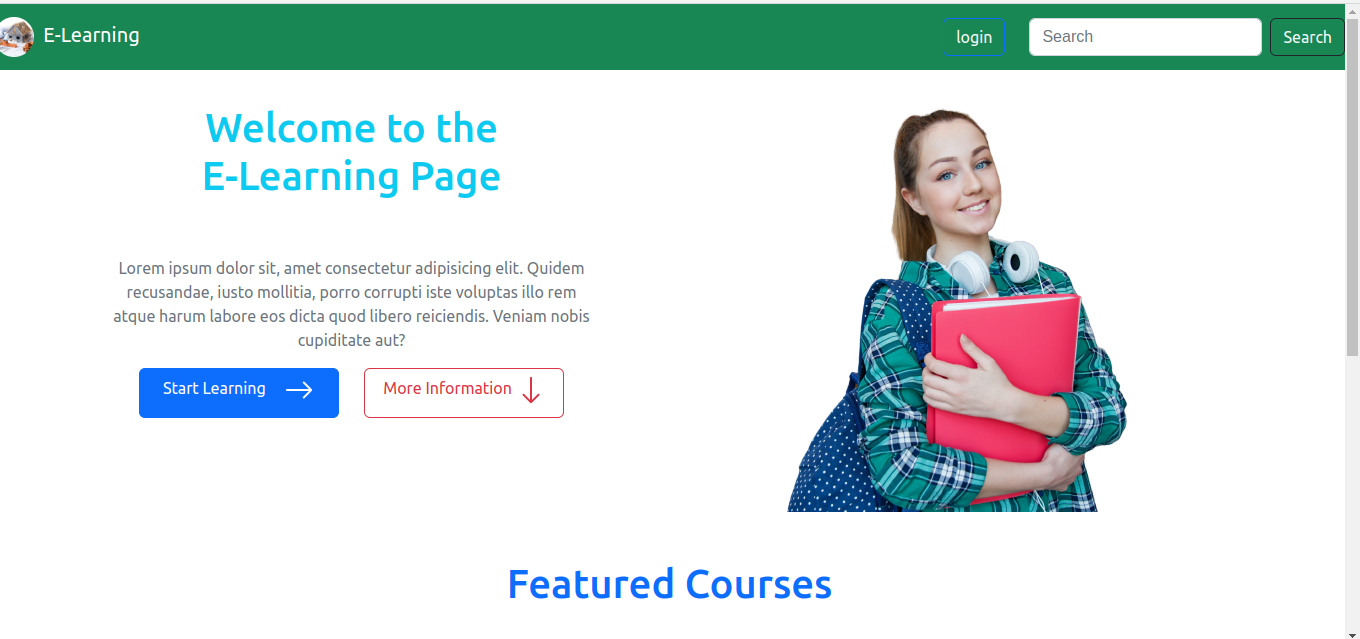 E-Learning
login
Search
Search
Welcome to the
E-Learning Page
Lorem ipsum dolor sit, amet consectetur adipisicing elit. Quidem
recusandae, iusto mollitia, porro corrupti iste voluptas illo rem
atque harum labore eos dicta quod libero reiciendis. Veniam nobis
cupiditate aut?
Start Learning
More Information
Featured Courses